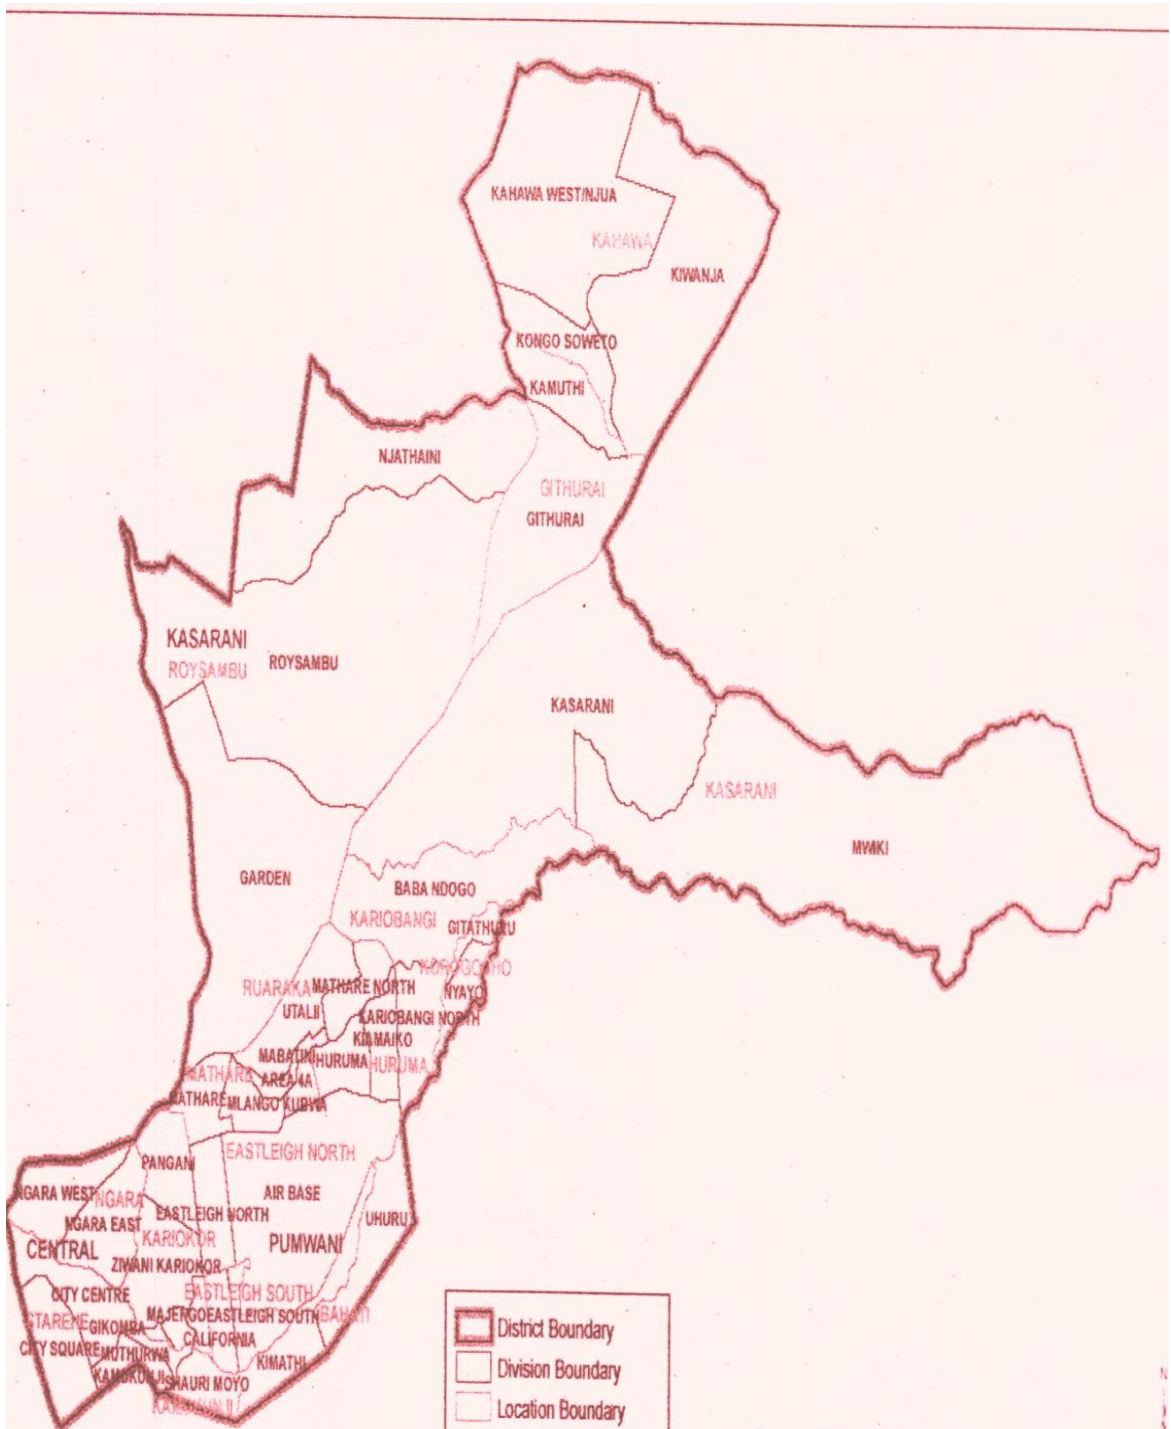 KAHAWA WEST/NJUA
KAHAWA
KIWANJA
KONGO SOWETO
KAMUTHI
NJATHAINI
GITHURAI
GITHURAI
KASARANI
ROYSAMBU
ROYSAMBU
KASARANI
KASARANI
MWIKI
GARDEN
BABA NDOGO
KARIOBANGI
GITATHURU
KOROGOCHO
RUARAKA
MATHARE NORTH
NYAYO
UTALII
KARIOBANGI NORTH
KIAMAIKO
MABATINI
HURUMA
HURUMA
MATHARE
AREA 4A
MATHARE
MLANGO KUBWA
EASTLEIGH NORTH
PANGANI
NGARA WEST
NGARA
AIR BASE
EASTLEIGH NORTH
UHURU
NGARA EAST
KARIOKOR
CENTRAL
PUMWANI
ZIWANI KARIOKOR
CITY CENTRE
EASTLEIGH SOUTH
STAREHE
GIKOMBA
MAJENGO
EASTLEIGH SOUTH
BAHATI
CALIFORNIA
CITY SQUARE
MUTHURWA
KIMATHI
KAMUKUNJI
SHAURI MOYO
KAMUKUNJI
District Boundary
Division Boundary
Location Boundary
N